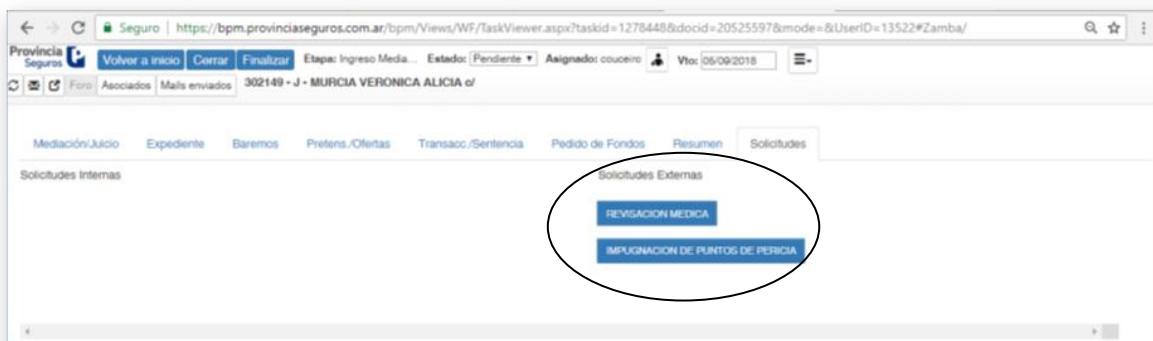 Seguro | https://bpm.provinciaseguros.com.ar/bpm/Views/WF/TaskViewer.aspx?taskid=1278448&docid=20525597&mode=&UserID=13522#Zamba/
Provincia Seguros Volver a inicio Cerrar Finalizar Etapa: Ingreso Media... Estado: Pendiente Asignado: couceiro Vto: 05/09/2018
Foro Asociados Mails enviados 302149 - J - MURCIA VERONICA ALICIA c/
Mediación/Juicio Expediente Baremos Pretens./Ofertas Transacc./Sentencia Pedido de Fondos Resumen Solicitudes
Solicitudes Internas Solicitudes Externas
REVISACION MEDICA
IMPUGNACION DE PUNTOS DE PERICIA